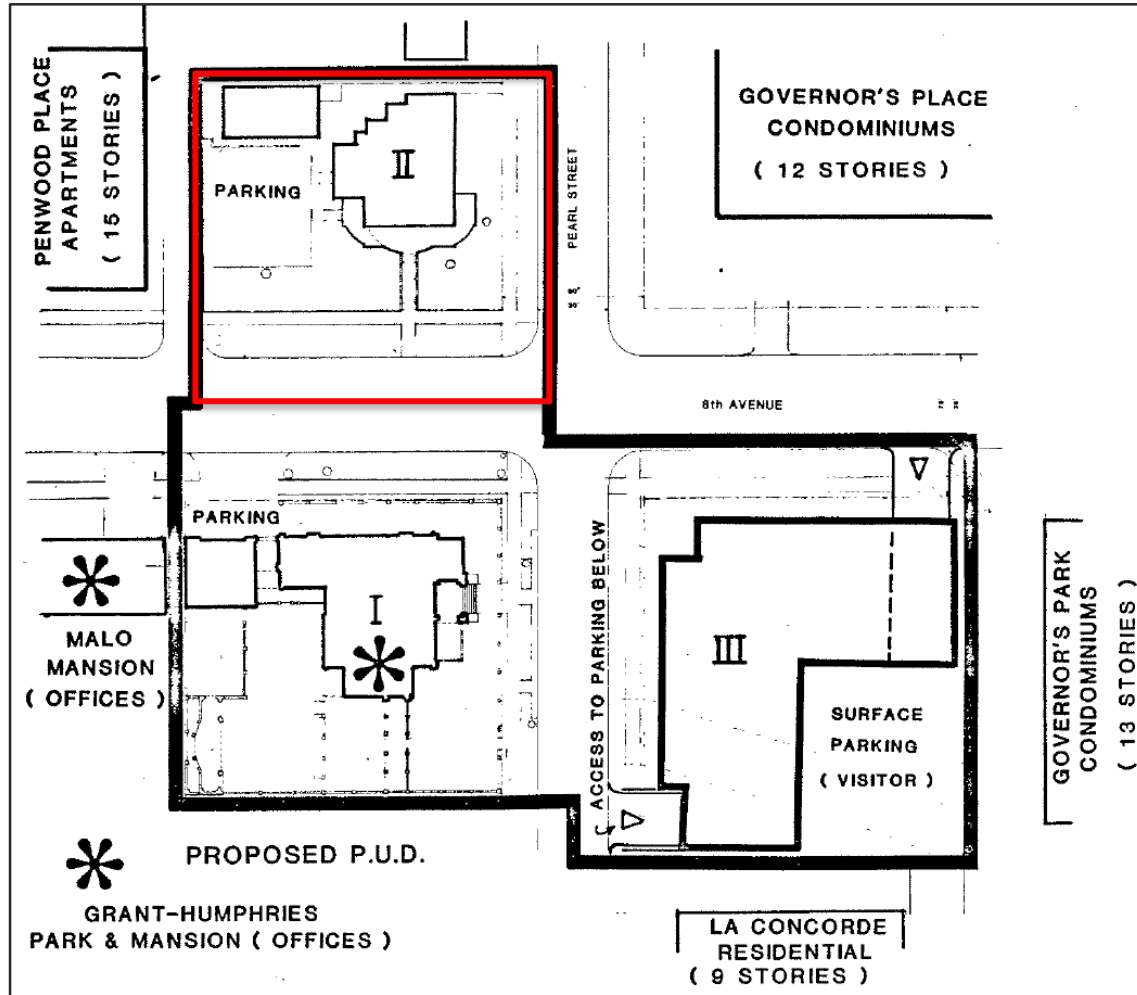 PENWOOD PLACE
APARTMENTS
( 15 STORIES )
PARKING
II
PEARL STREET
GOVERNOR'S PLACE
CONDOMINIUMS
( 12 STORIES )
8th AVENUE
PARKING
MALO
MANSION
( OFFICES )
I
ACCESS TO PARKING BELOW
III
SURFACE
PARKING
( VISITOR )
GOVERNOR'S PARK
CONDOMINIUMS
( 13 STORIES )
PROPOSED P.U.D.
GRANT-HUMPHRIES
PARK & MANSION ( OFFICES )
LA CONCORDE
RESIDENTIAL
( 9 STORIES )